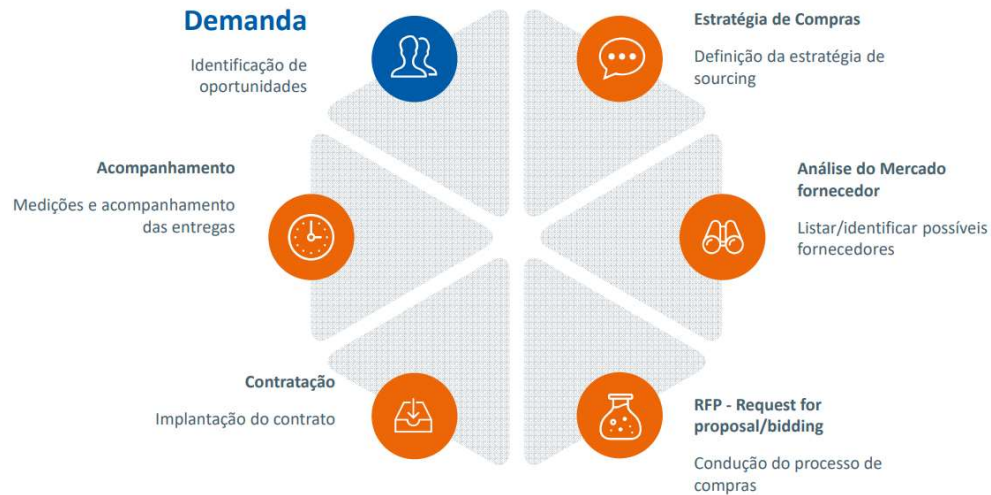 Demanda
Identificação de
oportunidades
Estratégia de Compras
Definição da estratégia de
sourcing
Análise do Mercado
fornecedor
Listar/identificar possíveis
fornecedores
RFP - Request for
proposal/bidding
Condução do processo de
compras
Contratação
Implantação do contrato
Acompanhamento
Medições e acompanhamento
das entregas